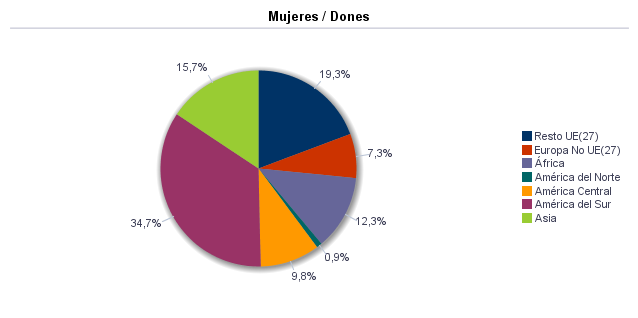 Mujeres / Dones
15,7%
19,3%
7,3%
12,3%
0,9%
9,8%
34,7%
Resto UE(27)
Europa No UE(27)
África
América del Norte
América Central
América del Sur
Asia